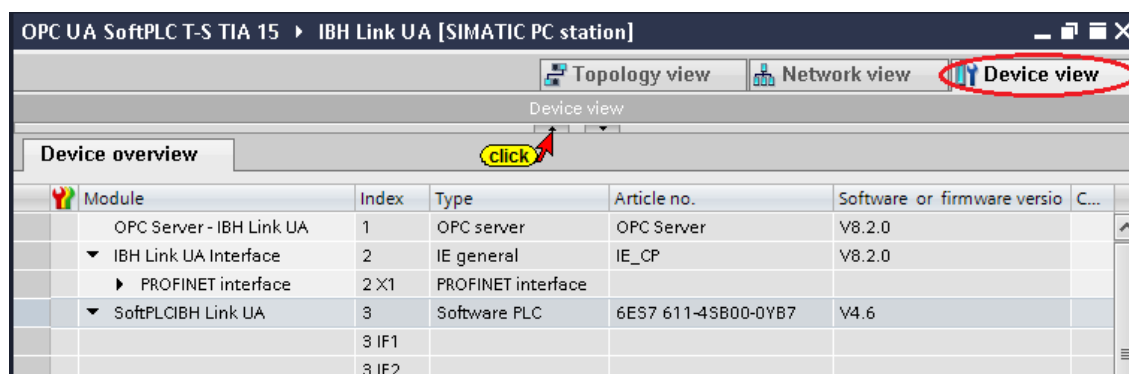 OPC UA SoftPLC T-S TIA 15 ▸ IBH Link UA [SIMATIC PC station]
Topology view Network view Device view
Device view
Device overview
click
Module Index Type Article no. Software or firmware versio C...
OPC Server - IBH Link UA 1 OPC server OPC Server V8.2.0
IBH Link UA Interface 2 IE general IE_CP V8.2.0
PROFINET interface 2 X1 PROFINET interface
SoftPLCIBH Link UA 3 Software PLC 6ES7 611-4SB00-0YB7 V4.6
3 IF1
3 IF2